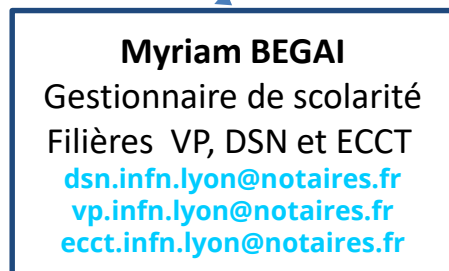 Myriam BEGAI
Gestionnaire de scolarité
Filières VP, DSN et ECCT
dsn.infn.lyon@notaires.fr
vp.infn.lyon@notaires.fr
ecct.infn.lyon@notaires.fr